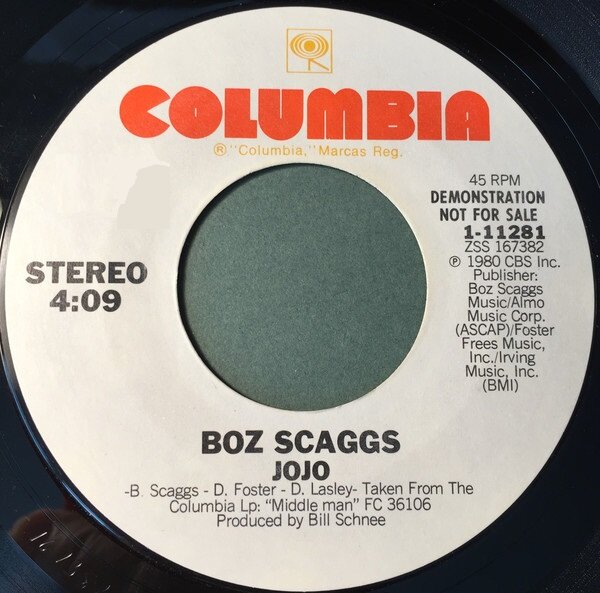 COLUMBIA
® "Columbia," Marcas Reg.
STEREO
4:09
45 RPM
DEMONSTRATION
NOT FOR SALE
1-11281
ZSS 167382
℗ 1980 CBS Inc.
Publisher:
Boz Scaggs
Music/Almo
Music Corp.
(ASCAP)/Foster
Frees Music,
Inc./Irving
Music, Inc.
(BMI)
BOZ SCAGGS
JOJO
-B. Scaggs - D. Foster - D. Lasley- Taken From The
Columbia Lp: "Middle man" FC 36106
Produced by Bill Schnee